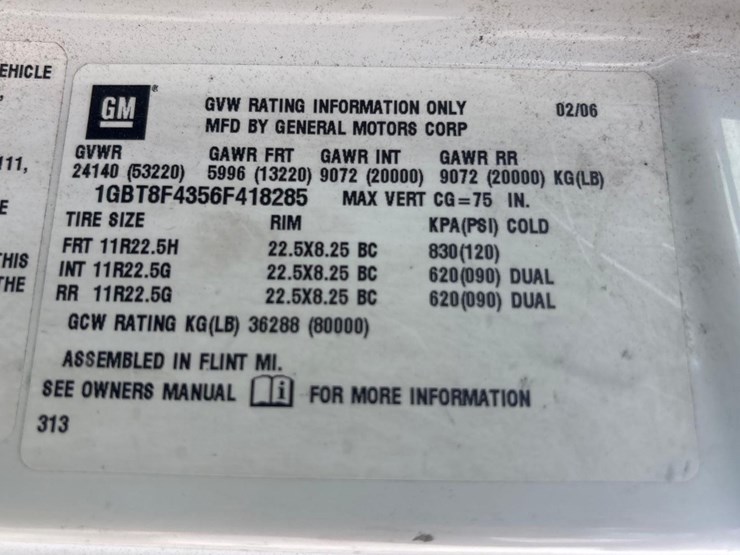 EHICLE
111,
E
HIS
THE
GM®
GVW RATING INFORMATION ONLY 02/06
MFD BY GENERAL MOTORS CORP
GVWR GAWR FRT GAWR INT GAWR RR
24140 (53220) 5996 (13220) 9072 (20000) 9072 (20000) KG(LB)
1GBT8F4356F418285 MAX VERT CG=75 IN.
TIRE SIZE RIM KPA(PSI) COLD
FRT 11R22.5H 22.5X8.25 BC 830(120)
INT 11R22.5G 22.5X8.25 BC 620(090) DUAL
RR 11R22.5G 22.5X8.25 BC 620(090) DUAL
GCW RATING KG(LB) 36288 (80000)
ASSEMBLED IN FLINT MI.
SEE OWNERS MANUAL i FOR MORE INFORMATION
313